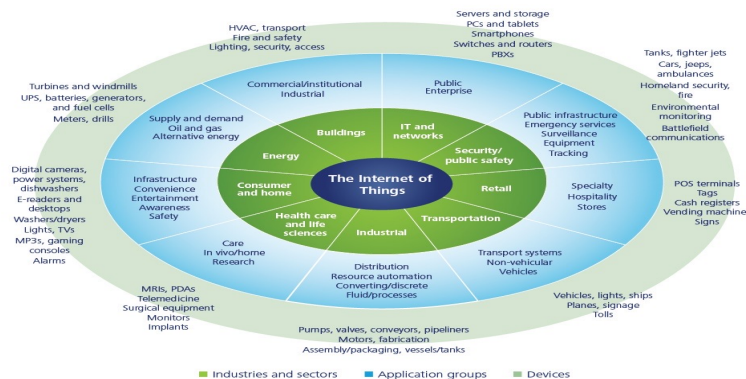 HVAC, transport
Fire and safety
Lighting, security, access
Servers and storage
PCs and tablets
Smartphones
Switches and routers
PBXs
Tanks, fighter jets
Cars, jeeps,
ambulances
Homeland security,
fire
Environmental
monitoring
Battlefield
communications
Turbines and windmills
UPS, batteries, generators,
and fuel cells
Meters, drills
Commercial/institutional
Industrial
Public
Enterprise
Supply and demand
Oil and gas
Alternative energy
Public infrastructure
Emergency services
Surveillance
Equipment
Tracking
Buildings
IT and
networks
Energy
Security/
public safety
Digital cameras,
power systems,
dishwashers
E-readers and
desktops
Washers/dryers
Lights, TVs
MP3s, gaming
consoles
Alarms
Infrastructure
Convenience
Entertainment
Awareness
Safety
Consumer
and home
The Internet of
Things
Retail
Specialty
Hospitality
Stores
POS terminals
Tags
Cash registers
Vending machine
Signs
Health care
and life
sciences
Industrial
Transportation
Care
In vivo/home
Research
Distribution
Resource automation
Converting/discrete
Fluid/processes
Transport systems
Non-vehicular
Vehicles
MRIs, PDAs
Telemedicine
Surgical equipment
Monitors
Implants
Pumps, valves, conveyors, pipeliners
Motors, fabrication
Assembly/packaging, vessels/tanks
Vehicles, lights, ships
Planes, signage
Tolls
Industries and sectors
Application groups
Devices